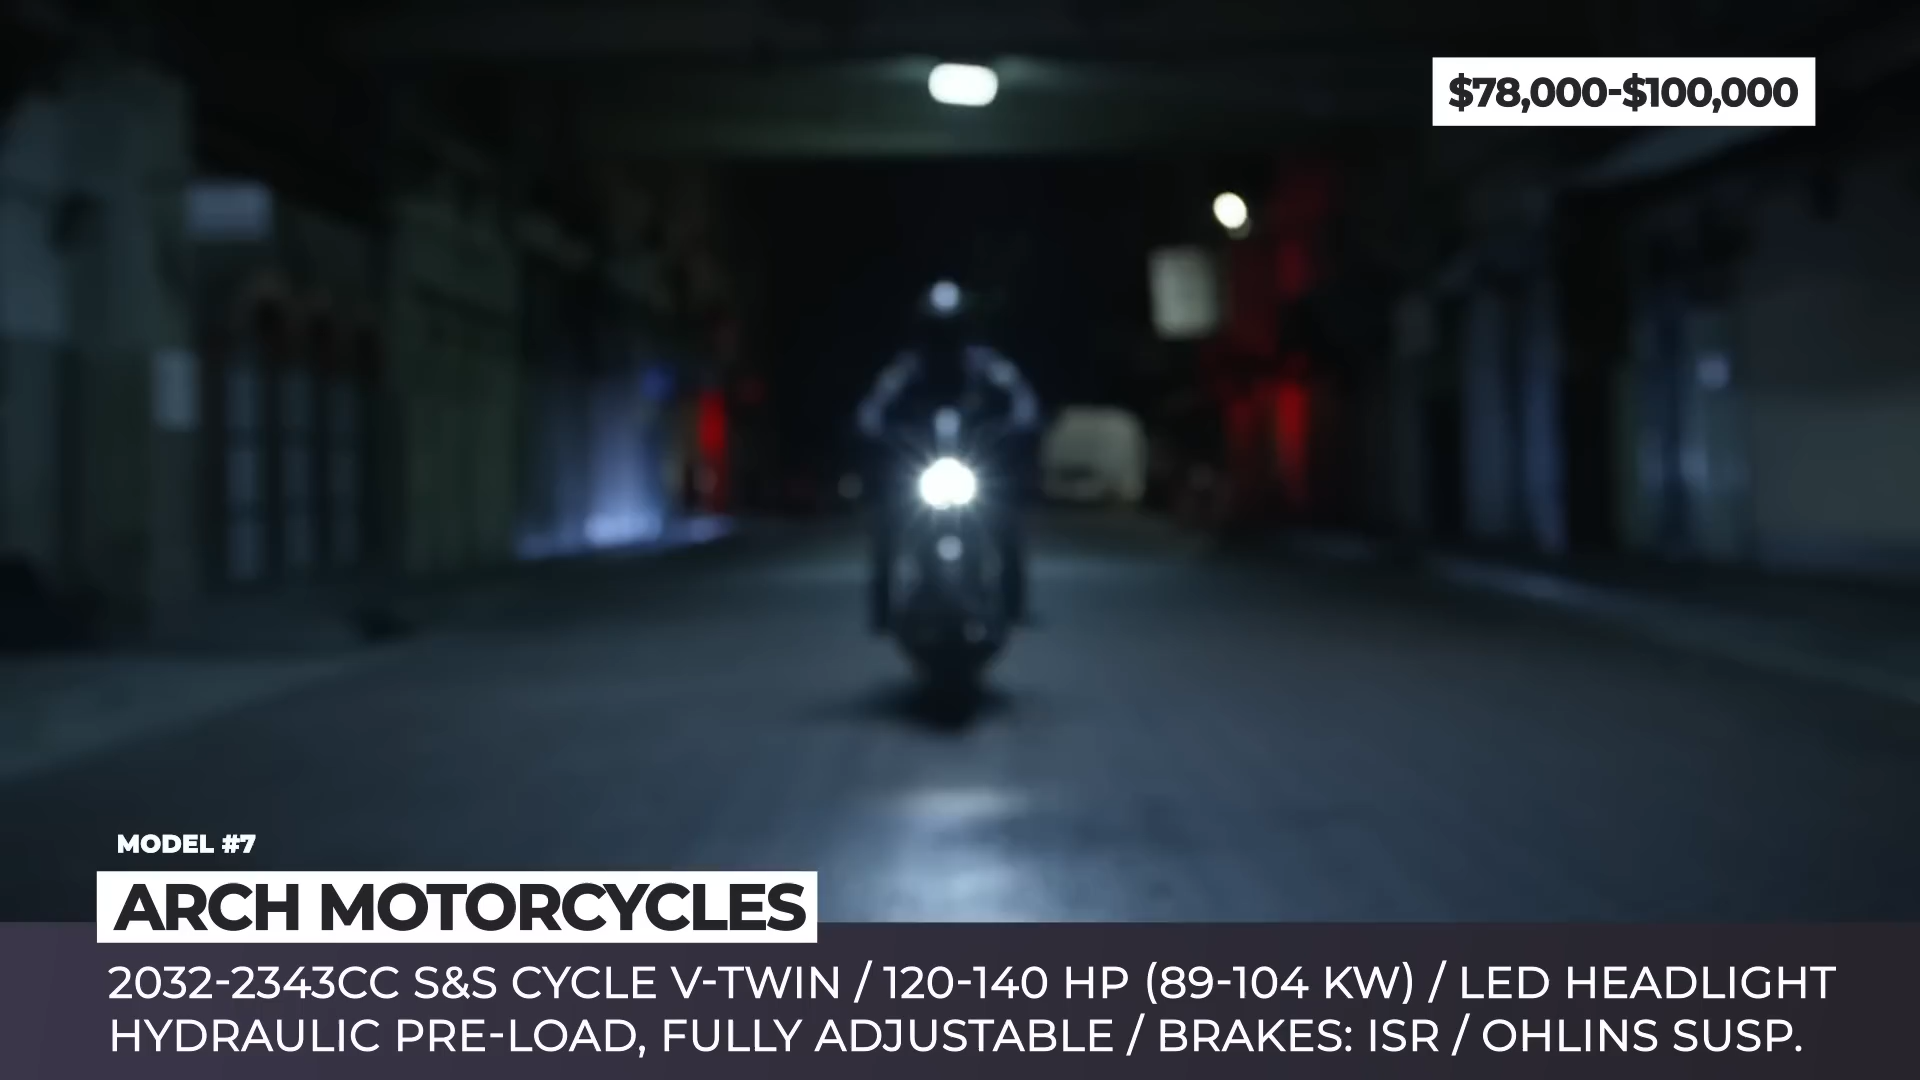 $78,000-$100,000
MODEL #7
ARCH MOTORCYCLES
2032-2343CC S&S CYCLE V-TWIN / 120-140 HP (89-104 KW) / LED HEADLIGHT
HYDRAULIC PRE-LOAD, FULLY ADJUSTABLE / BRAKES: ISR / OHLINS SUSP.